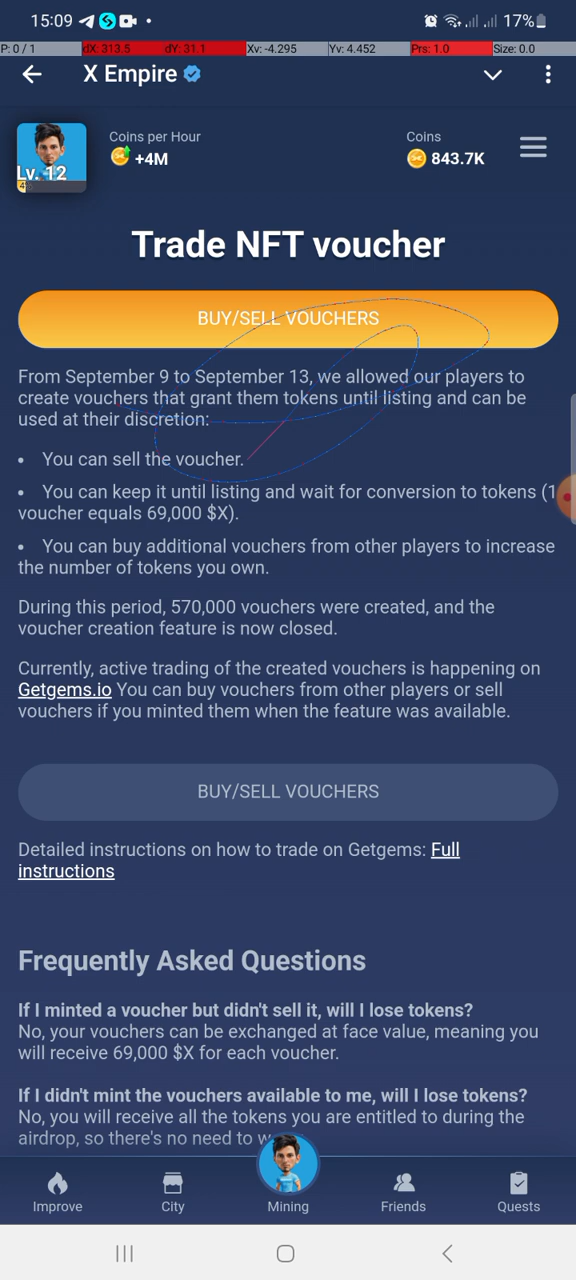 15:09 17%
P: 0 / 1 dX: 313.5 dY: 31.1 Xv: -4.295 Yv: 4.452 Prs: 1.0 Size: 0.0
X Empire
Coins per Hour Coins
+4M 843.7K
Lv. 12
4%
Trade NFT voucher
BUY/SELL VOUCHERS
From September 9 to September 13, we allowed our players to
create vouchers that grant them tokens until listing and can be
used at their discretion:
• You can sell the voucher.
• You can keep it until listing and wait for conversion to tokens (1
voucher equals 69,000 $X).
• You can buy additional vouchers from other players to increase
the number of tokens you own.
During this period, 570,000 vouchers were created, and the
voucher creation feature is now closed.
Currently, active trading of the created vouchers is happening on
Getgems.io You can buy vouchers from other players or sell
vouchers if you minted them when the feature was available.
BUY/SELL VOUCHERS
Detailed instructions on how to trade on Getgems: Full
instructions
Frequently Asked Questions
If I minted a voucher but didn't sell it, will I lose tokens?
No, your vouchers can be exchanged at face value, meaning you
will receive 69,000 $X for each voucher.
If I didn't mint the vouchers available to me, will I lose tokens?
No, you will receive all the tokens you are entitled to during the
airdrop, so there's no need to
Improve City Mining Friends Quests